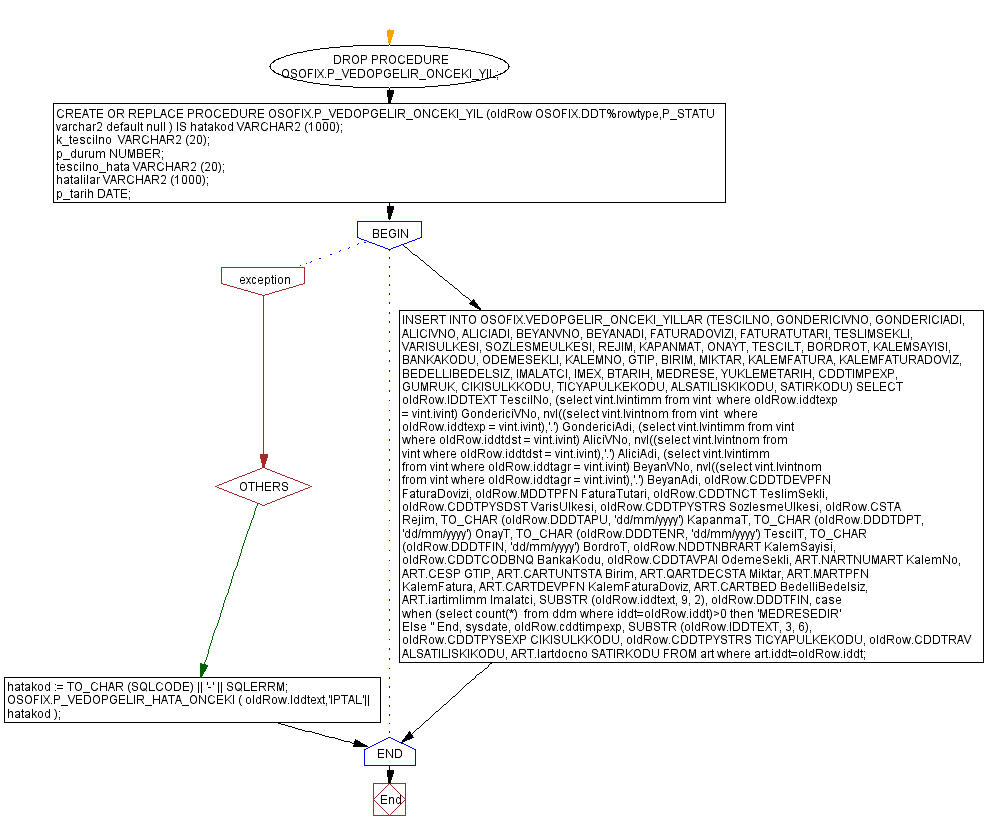 DROP PROCEDURE
OSOFIX.P_VEDOPGELIR_ONCEKI_YIL;
CREATE OR REPLACE PROCEDURE OSOFIX.P_VEDOPGELIR_ONCEKI_YIL (oldRow OSOFIX.DDT%rowtype,P_STATU
varchar2 default null ) IS hatakod VARCHAR2 (1000);
k_tescilno VARCHAR2 (20);
p_durum NUMBER;
tescilno_hata VARCHAR2 (20);
hatalilar VARCHAR2 (1000);
p_tarih DATE;
BEGIN
exception
INSERT INTO OSOFIX.VEDOPGELIR_ONCEKI_YILLAR (TESCILNO, GONDERICIVNO, GONDERICIADI,
ALICIVNO, ALICIADI, BEYANVNO, BEYANADI, FATURADOVIZI, FATURATUTARI, TESLIMSEKLI,
VARISULKESI, SOZLESMEULKESI, REJIM, KAPANMAT, ONAYT, TESCILT, BORDROT, KALEMSAYISI,
BANKAKODU, ODEMESEKLI, KALEMNO, GTIP, BIRIM, MIKTAR, KALEMFATURA, KALEMFATURADOVIZ,
BEDELLIBEDELSIZ, IMALATCI, IMEX, BTARIH, MEDRESE, YUKLEMETARIH, CDDTIMPEXP,
GUMRUK, CIKISULKKODU, TICYAPULKEKODU, ALSATILISKIKODU, SATIRKODU) SELECT
oldRow.IDDTEXT TescilNo, (select vint.lvintimm from vint where oldRow.iddtexp
= vint.ivint) GondericiVNo, nvl((select vint.lvintnom from vint where
oldRow.iddtexp = vint.ivint),'.') GondericiAdi, (select vint.lvintimm from vint
where oldRow.iddtdst = vint.ivint) AliciVNo, nvl((select vint.lvintnom from
vint where oldRow.iddtdst = vint.ivint),'.') AliciAdi, (select vint.lvintimm
from vint where oldRow.iddtagr = vint.ivint) BeyanVNo, nvl((select vint.lvintnom
from vint where oldRow.iddtagr = vint.ivint),'.') BeyanAdi, oldRow.CDDTDEVPFN
FaturaDovizi, oldRow.MDDTPFN FaturaTutari, oldRow.CDDTNCT TeslimSekli,
oldRow.CDDTPYSDST VarisUlkesi, oldRow.CDDTPYSTRS SozlesmeUlkesi, oldRow.CSTA
Rejim, TO_CHAR (oldRow.DDDTAPU, 'dd/mm/yyyy') KapanmaT, TO_CHAR (oldRow.DDDTDPT,
'dd/mm/yyyy') OnayT, TO_CHAR (oldRow.DDDTENR, 'dd/mm/yyyy') TescilT, TO_CHAR
(oldRow.DDDTFIN, 'dd/mm/yyyy') BordroT, oldRow.NDDTNBRART KalemSayisi,
oldRow.CDDTCODBNQ BankaKodu, oldRow.CDDTAVPAI OdemeSekli, ART.NARTNUMART KalemNo,
ART.CESP GTIP, ART.CARTUNTSTA Birim, ART.QARTDECSTA Miktar, ART.MARTPFN
KalemFatura, ART.CARTDEVPFN KalemFaturaDoviz, ART.CARTBED BedelliBedelsiz,
ART.iartimlimm Imalatci, SUBSTR (oldRow.iddtext, 9, 2), oldRow.DDDTFIN, case
when (select count(*) from ddm where iddt=oldRow.iddt)>0 then 'MEDRESEDIR'
Else '' End, sysdate, oldRow.cddtimpexp, SUBSTR (oldRow.IDDTEXT, 3, 6),
oldRow.CDDTPYSEXP CIKISULKKODU, oldRow.CDDTPYSTRS TICYAPULKEKODU, oldRow.CDDTRAV
ALSATILISKIKODU, ART.lartdocno SATIRKODU FROM art where art.iddt=oldRow.iddt;
OTHERS
hatakod := TO_CHAR (SQLCODE) || '-' || SQLERRM;
OSOFIX.P_VEDOPGELIR_HATA_ONCEKI ( oldRow.Iddtext,'IPTAL'||
hatakod );
END
End